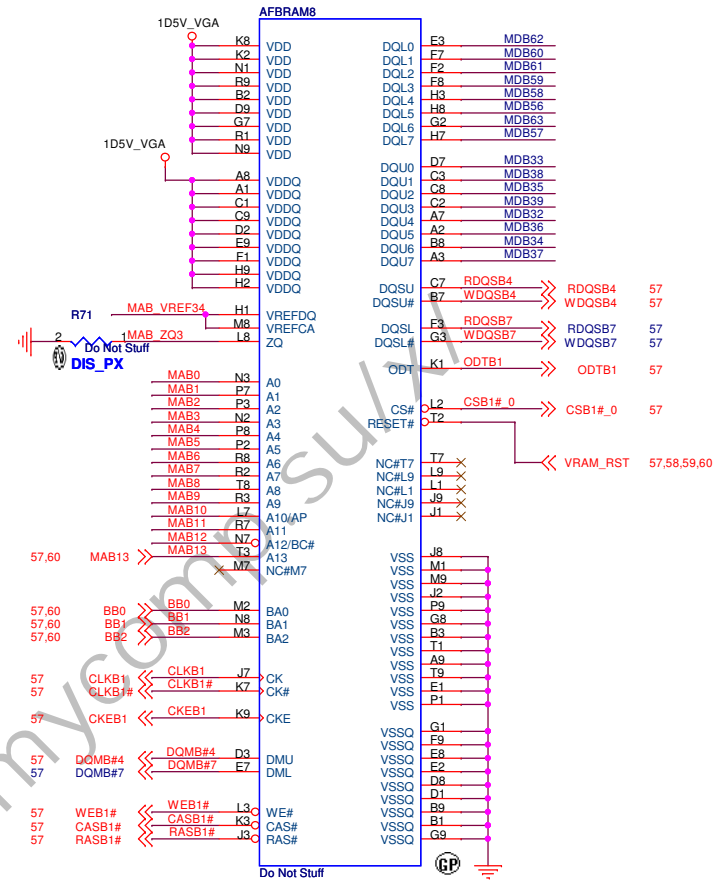 AFBRAM8
1D5V_VGA
K8 VDD DQL0 E3 MDB62
K2 VDD DQL1 F7 MDB60
N1 VDD DQL2 F2 MDB61
R9 VDD DQL3 F8 MDB59
B2 VDD DQL4 H3 MDB58
D9 VDD DQL5 H8 MDB56
G7 VDD DQL6 G2 MDB63
R1 VDD DQL7 H7 MDB57
N9 VDD
1D5V_VGA
A8 VDDQ DQU0 D7 MDB33
A1 VDDQ DQU1 C3 MDB38
C1 VDDQ DQU2 C8 MDB35
C9 VDDQ DQU3 C2 MDB39
D2 VDDQ DQU4 A7 MDB32
E9 VDDQ DQU5 A2 MDB36
F1 VDDQ DQU6 B8 MDB34
H9 VDDQ DQU7 A3 MDB37
H2 VDDQ
DQSU C7 RDQSB4 RDQSB4 57
DQSU# B7 WDQSB4 WDQSB4 57
R71 MAB_VREF34 H1 VREFDQ
M8 VREFCA DQSL F3 RDQSB7 RDQSB7 57
2 1 MAB_ZQ3 L8 ZQ DQSL# G3 WDQSB7 WDQSB7 57
Do Not Stuff
DIS_PX
ODT K1 ODTB1 ODTB1 57
MAB0 N3 A0
MAB1 P7 A1
MAB2 P3 A2 CS# L2 CSB1#_0 CSB1#_0 57
MAB3 N2 A3 RESET# T2
MAB4 P8 A4
MAB5 P2 A5
MAB6 R8 A6 NC#T7 T7 VRAM_RST 57,58,59,60
MAB7 R2 A7 NC#L9 L9
MAB8 T8 A8 NC#L1 L1
MAB9 R3 A9 NC#J9 J9
MAB10 L7 A10/AP NC#J1 J1
MAB11 R7 A11
MAB12 N7 A12/BC#
57,60 MAB13 MAB13 T3 A13 VSS J8
M7 NC#M7 VSS M1
VSS M9
VSS J2
57,60 BB0 BB0 M2 BA0 VSS P9
57,60 BB1 BB1 N8 BA1 VSS G8
57,60 BB2 BB2 M3 BA2 VSS B3
VSS T1
VSS A9
57 CLKB1 CLKB1 J7 CK VSS T9
57 CLKB1# CLKB1# K7 CK# VSS E1
VSS P1
57 CKEB1 CKEB1 K9 CKE
VSSQ G1
VSSQ F9
57 DQMB#4 DQMB#4 D3 DMU VSSQ E8
57 DQMB#7 DQMB#7 E7 DML VSSQ E2
VSSQ D8
VSSQ D1
57 WEB1# WEB1# L3 WE# VSSQ B9
57 CASB1# CASB1# K3 CAS# VSSQ B1
57 RASB1# RASB1# J3 RAS# VSSQ G9
GP
Do Not Stuff
mycomp.su/x/